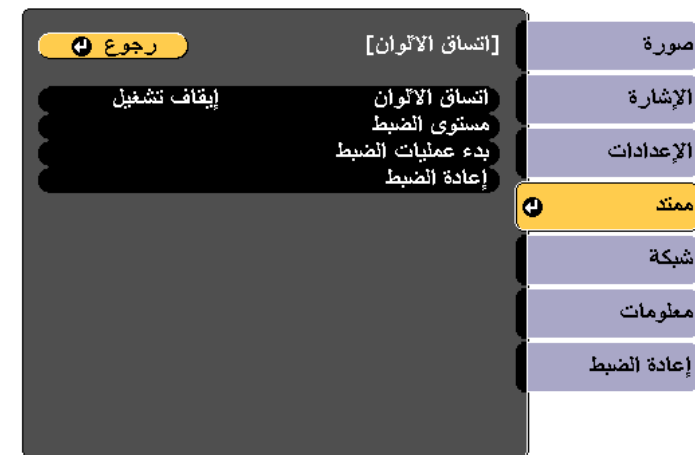 [اتساق الألوان]
رجوع
اتساق الألوان إيقاف تشغيل
مستوى الضبط
بدء عمليات الضبط
إعادة الضبط
صورة
الإشارة
الإعدادات
ممتد
شبكة
معلومات
إعادة الضبط